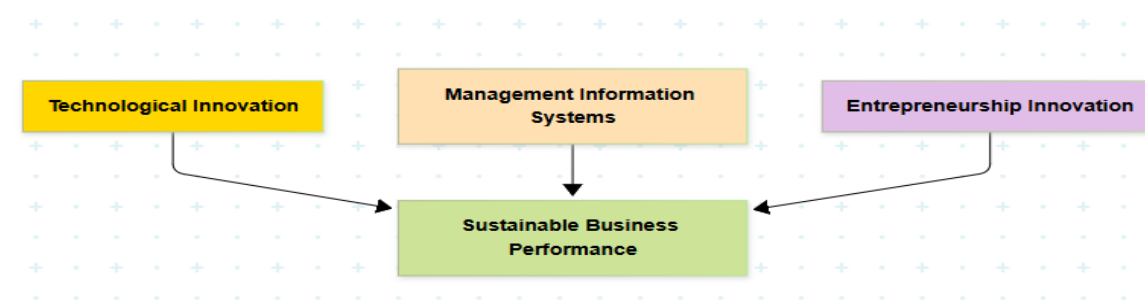 Technological Innovation
Management Information
Systems
Entrepreneurship Innovation
Sustainable Business
Performance